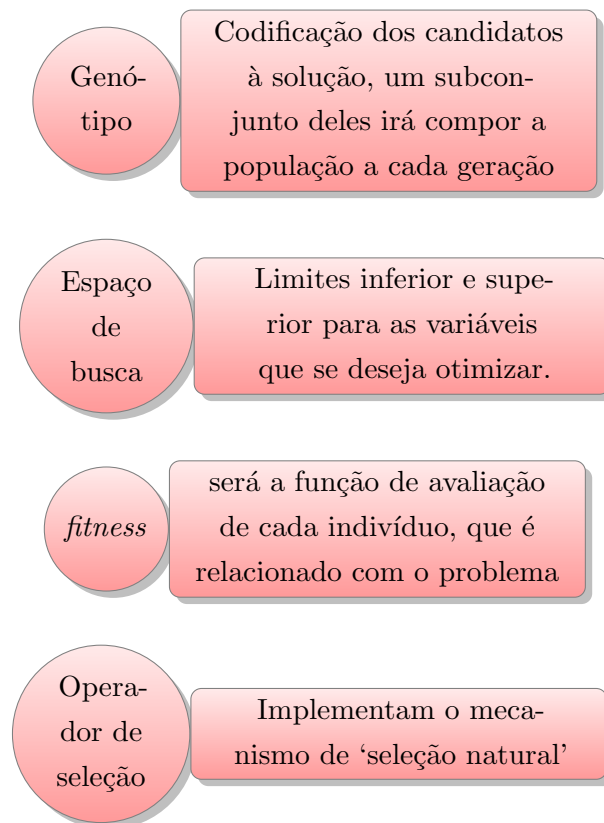 Genó-
tipo
Codificação dos candidatos
à solução, um subcon-
junto deles irá compor a
população a cada geração
Espaço
de
busca
Limites inferior e supe-
rior para as variáveis
que se deseja otimizar.
fitness
será a função de avaliação
de cada indivíduo, que é
relacionado com o problema
Opera-
dor de
seleção
Implementam o meca-
nismo de ‘seleção natural’